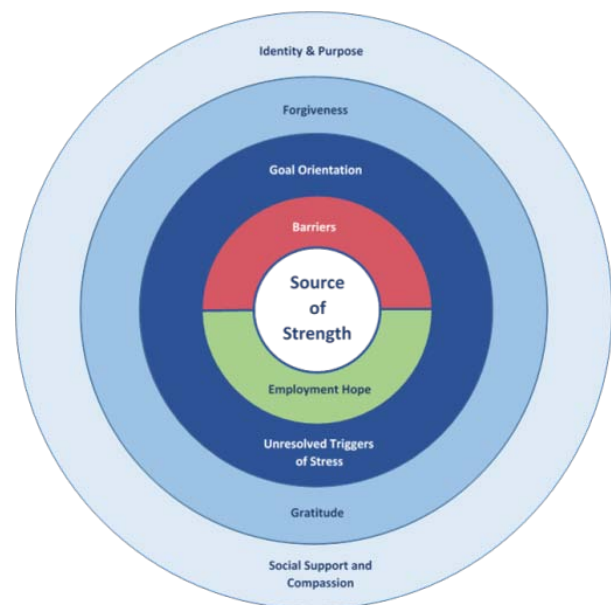 Identity & Purpose
Forgiveness
Goal Orientation
Barriers
Source
of
Strength
Employment Hope
Unresolved Triggers
of Stress
Gratitude
Social Support and
Compassion